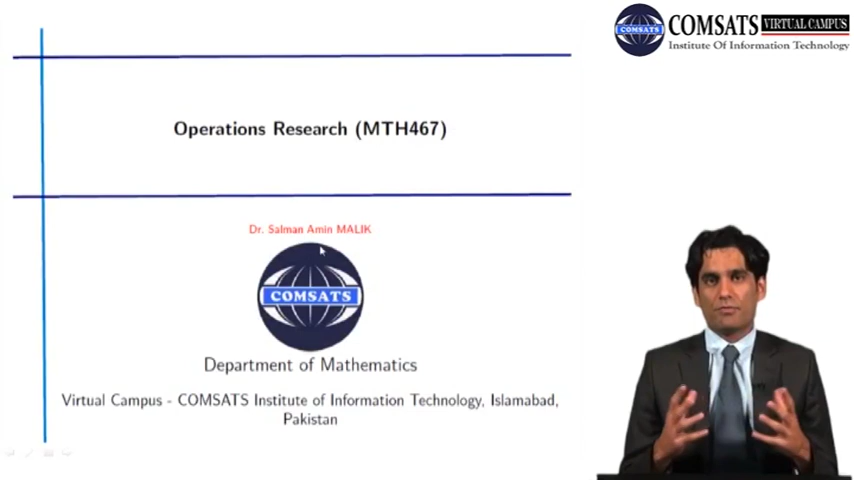 COMSATS VIRTUAL CAMPUS
Institute Of Information Technology
COMSATS
Operations Research (MTH467)
Dr. Salman Amin MALIK
COMSATS
Department of Mathematics
Virtual Campus - COMSATS Institute of Information Technology, Islamabad,
Pakistan